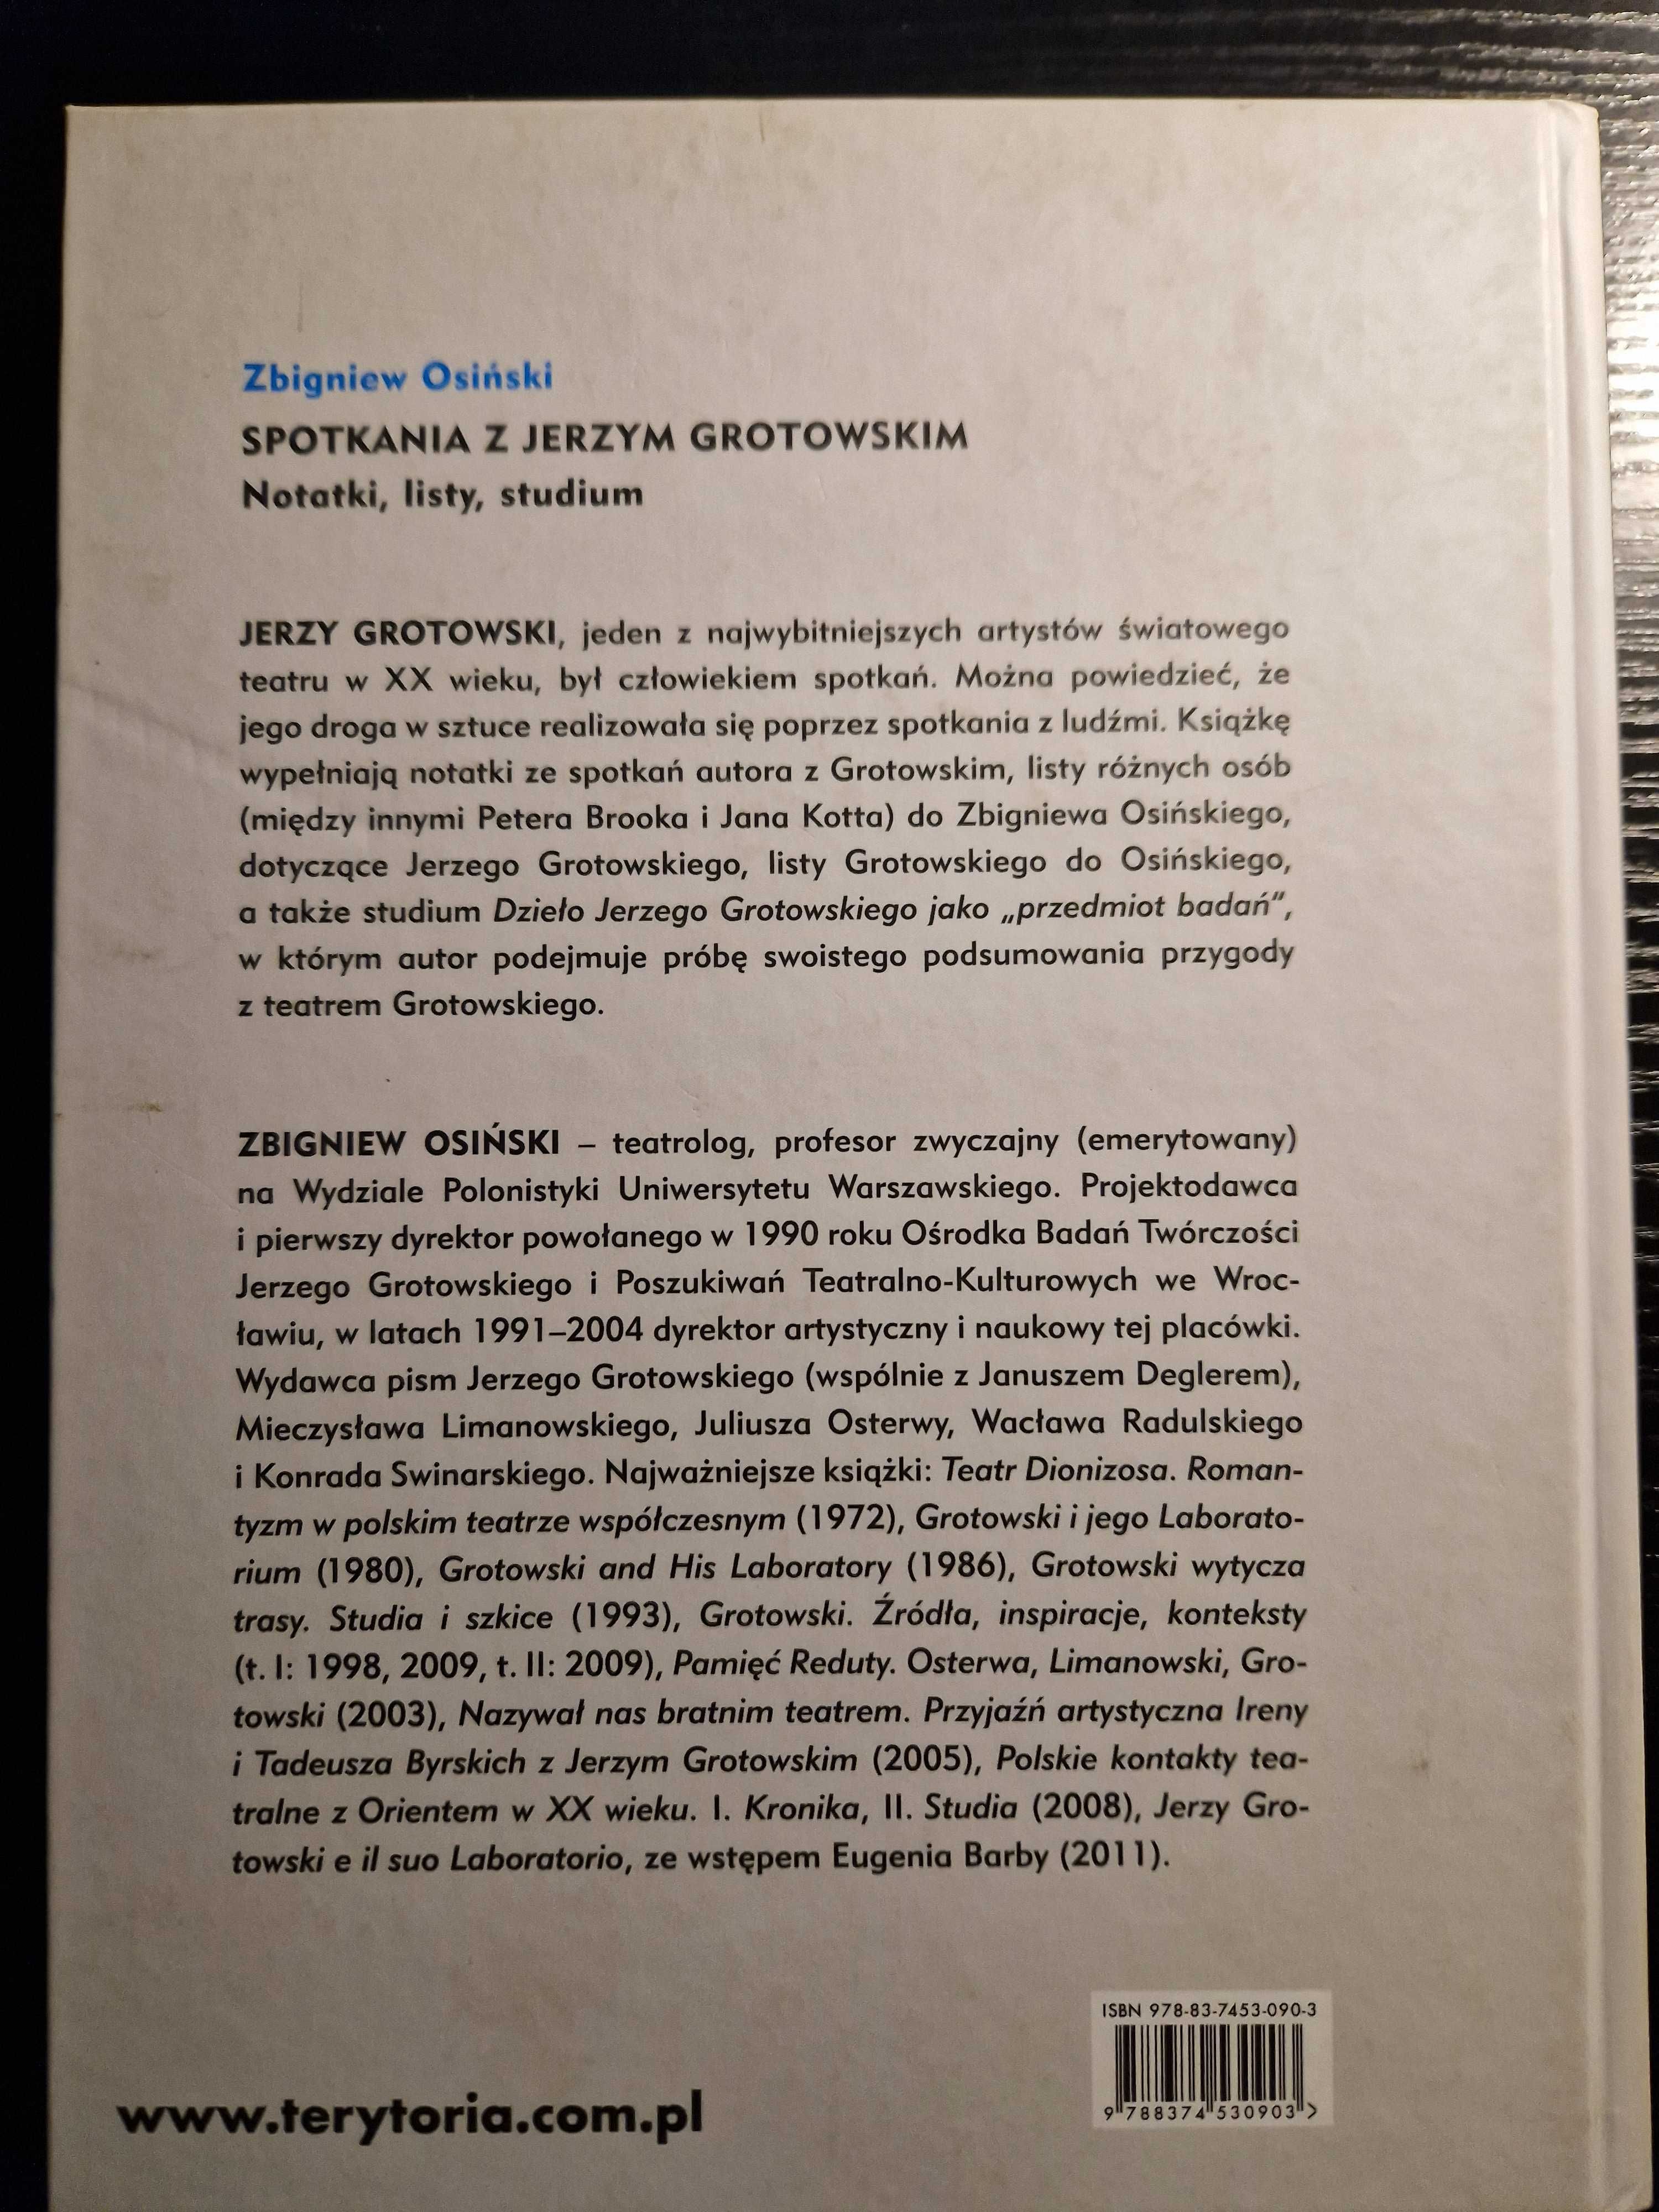 Zbigniew Osiński
SPOTKANIA Z JERZYM GROTOWSKIM
Notatki, listy, studium
JERZY GROTOWSKI, jeden z najwybitniejszych artystów światowego
teatru w XX wieku, był człowiekiem spotkań. Można powiedzieć, że
jego droga w sztuce realizowała się poprzez spotkania z ludźmi. Książkę
wypełniają notatki ze spotkań autora z Grotowskim, listy różnych osób
(między innymi Petera Brooka i Jana Kotta) do Zbigniewa Osińskiego,
dotyczące Jerzego Grotowskiego, listy Grotowskiego do Osińskiego,
a także studium Dzieło Jerzego Grotowskiego jako „przedmiot badań”,
w którym autor podejmuje próbę swoistego podsumowania przygody
z teatrem Grotowskiego.
ZBIGNIEW OSIŃSKI – teatrolog, profesor zwyczajny (emerytowany)
na Wydziale Polonistyki Uniwersytetu Warszawskiego. Projektodawca
i pierwszy dyrektor powołanego w 1990 roku Ośrodka Badań Twórczości
Jerzego Grotowskiego i Poszukiwań Teatralno-Kulturowych we Wroc-
ławiu, w latach 1991–2004 dyrektor artystyczny i naukowy tej placówki.
Wydawca pism Jerzego Grotowskiego (wspólnie z Januszem Deglerem),
Mieczysława Limanowskiego, Juliusza Osterwy, Wacława Radulskiego
i Konrada Swinarskiego. Najważniejsze książki: Teatr Dionizosa. Roman-
tyzm w polskim teatrze współczesnym (1972), Grotowski i jego Laborato-
rium (1980), Grotowski and His Laboratory (1986), Grotowski wytycza
trasy. Studia i szkice (1993), Grotowski. Źródła, inspiracje, konteksty
(t. I: 1998, 2009, t. II: 2009), Pamięć Reduty. Osterwa, Limanowski, Gro-
towski (2003), Nazywał nas bratnim teatrem. Przyjaźń artystyczna Ireny
i Tadeusza Byrskich z Jerzym Grotowskim (2005), Polskie kontakty tea-
tralne z Orientem w XX wieku. I. Kronika, II. Studia (2008), Jerzy Gro-
towski e il suo Laboratorio, ze wstępem Eugenia Barby (2011).
ISBN 978-83-7453-090-3
9 788374 530903 >
www.terytoria.com.pl